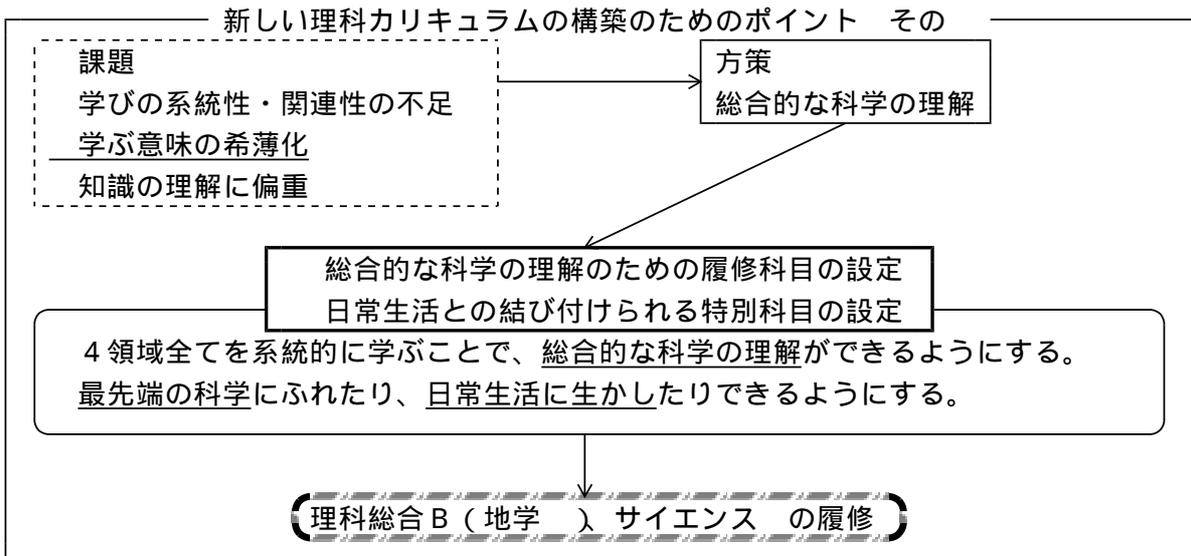 新しい理科カリキュラムの構築のためのポイント　その
課題
学びの系統性・関連性の不足
学ぶ意味の希薄化
知識の理解に偏重
方策
総合的な科学の理解
総合的な科学の理解のための履修科目の設定
日常生活との結び付けられる特別科目の設定
４領域全てを系統的に学ぶことで、総合的な科学の理解ができるようにする。
最先端の科学にふれたり、日常生活に生かしたりできるようにする。
理科総合Ｂ（地学　）、サイエンス　の履修